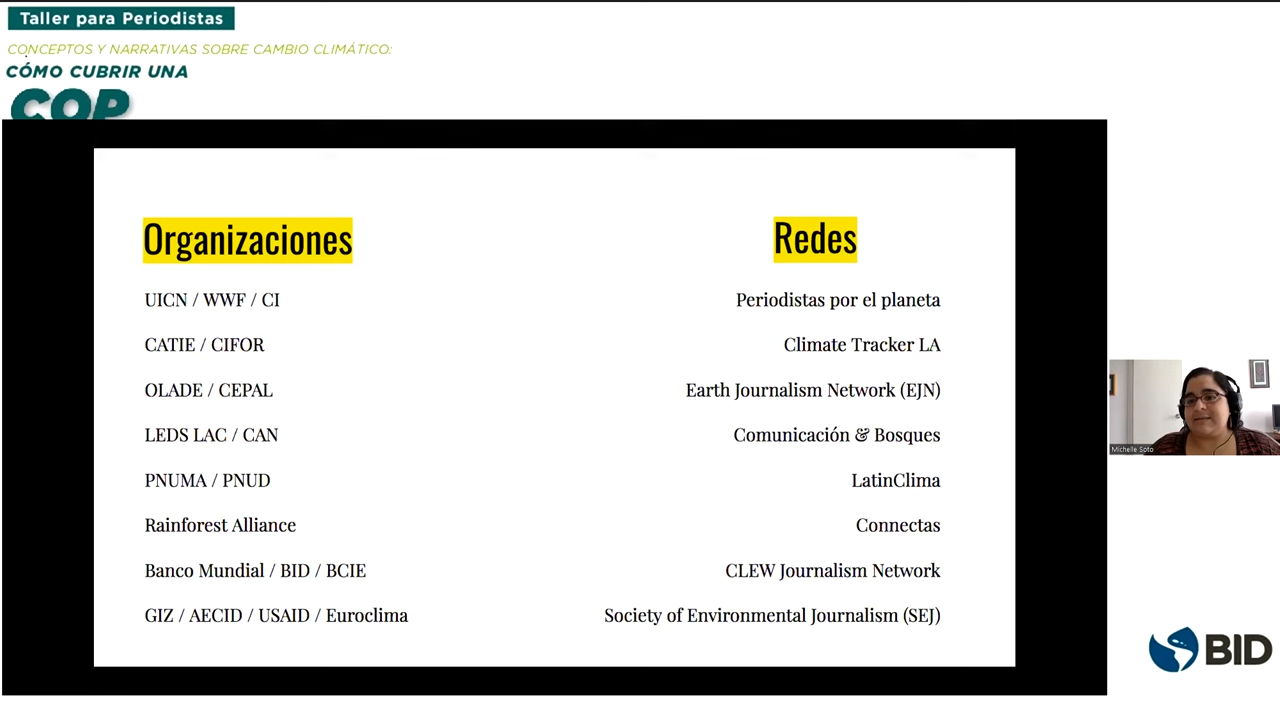 Taller para Periodistas
CONCEPTOS Y NARRATIVAS SOBRE CAMBIO CLIMÁTICO:
CÓMO CUBRIR UNA
COP
Organizaciones
UICN / WWF / CI
CATIE / CIFOR
OLADE / CEPAL
LEDS LAC / CAN
PNUMA / PNUD
Rainforest Alliance
Banco Mundial / BID / BCIE
GIZ / AECID / USAID / Euroclima
Redes
Periodistas por el planeta
Climate Tracker LA
Earth Journalism Network (EJN)
Comunicación & Bosques
LatinClima
Connectas
CLEW Journalism Network
Society of Environmental Journalism (SEJ)
Michelle Soto
BID